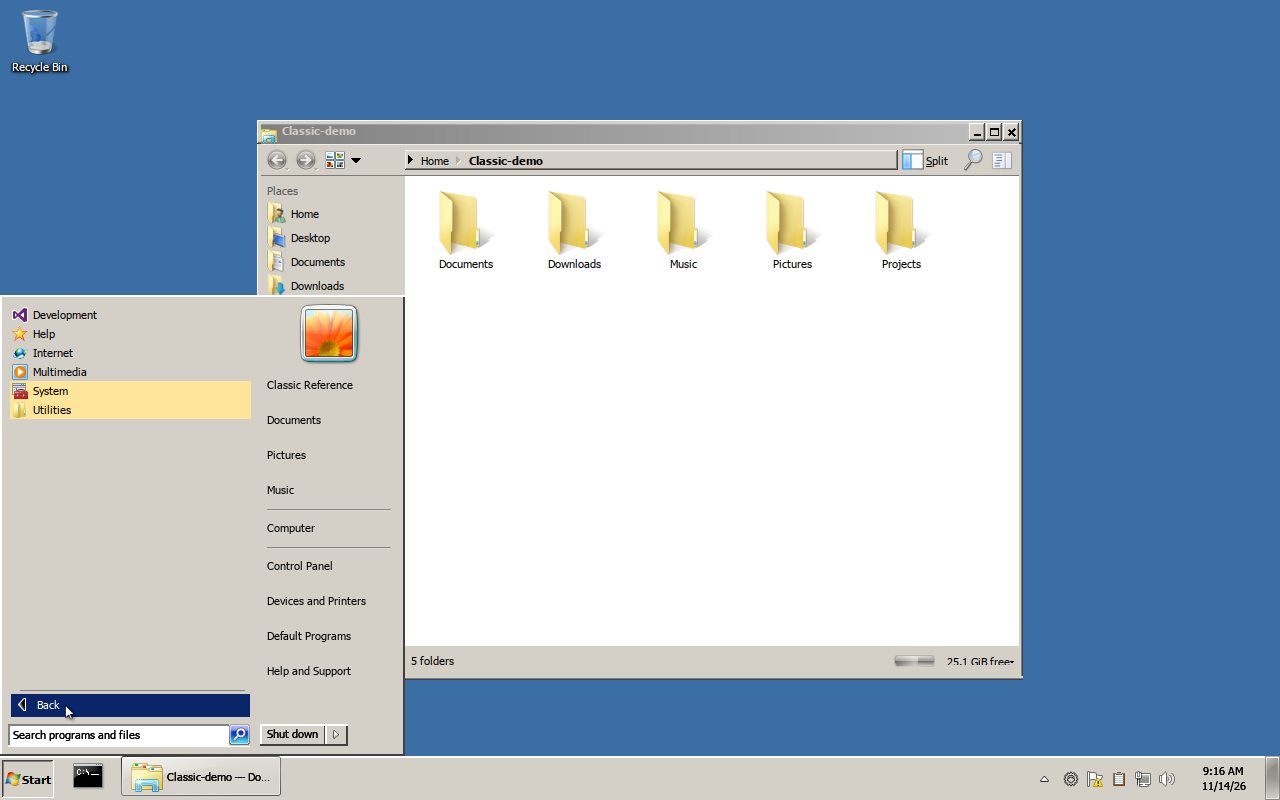 Recycle Bin
Classic-demo
Home
Classic-demo
Split
Places
Home
Desktop
Documents
Downloads
Documents
Downloads
Music
Pictures
Projects
Development
Help
Internet
Multimedia
System
Utilities
Back
Search programs and files
Classic Reference
Documents
Pictures
Music
Computer
Control Panel
Devices and Printers
Default Programs
Help and Support
Shut down
5 folders
25.1 GiB free
Start
C:\_
Classic-demo — Do...
9:16 AM
11/14/26